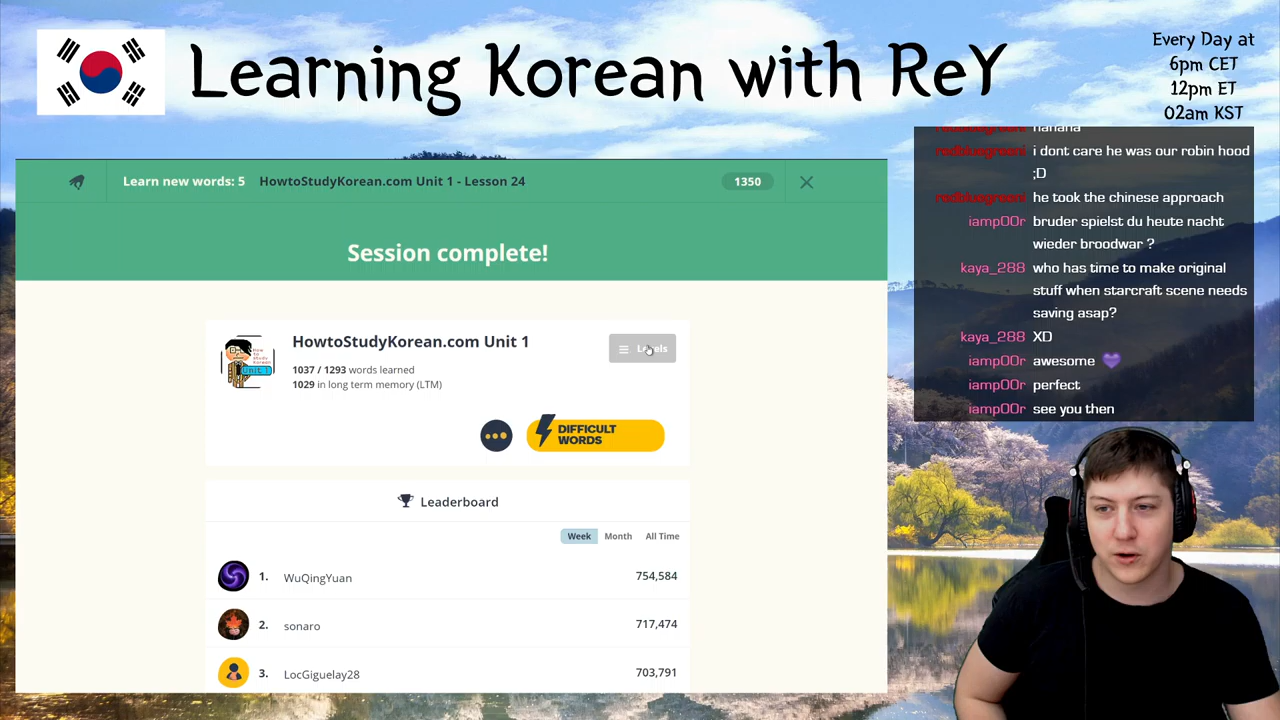 Learning Korean with ReY
Every Day at
6pm CET
12pm ET
02am KST
hahaha
i dont care he was our robin hood
;D
he took the chinese approach
iamp00r bruder spielst du heute nacht
wieder broodwar ?
kaya_288 who has time to make original
stuff when starcraft scene needs
saving asap?
kaya_288 XD
iamp00r awesome 💜
iamp00r perfect
iamp00r see you then
Learn new words: 5 HowtoStudyKorean.com Unit 1 - Lesson 24 1350
Session complete!
HowtoStudyKorean.com Unit 1
Levels
1037 / 1293 words learned
1029 in long term memory (LTM)
DIFFICULT
WORDS
Leaderboard
Week Month All Time
1. WuQingYuan 754,584
2. sonaro 717,474
3. LocGiguelay28 703,791